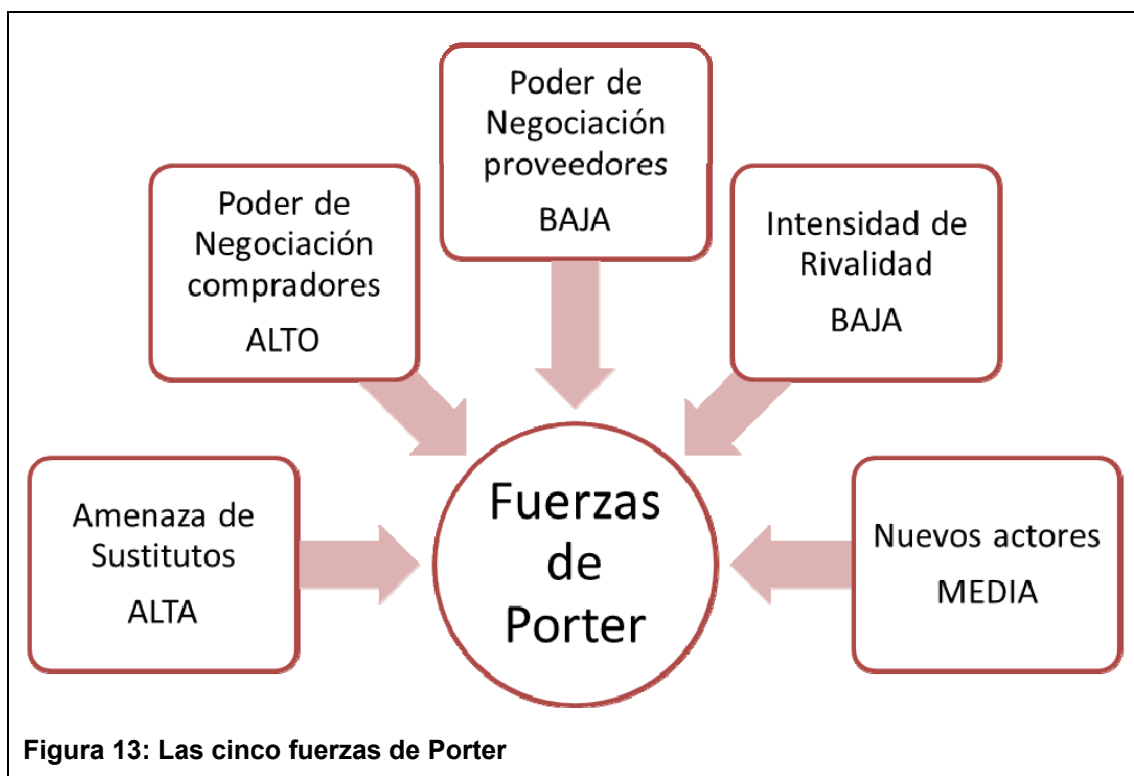 Poder de
Negociación
proveedores
BAJA
Poder de
Negociación
compradores
ALTO
Intensidad de
Rivalidad
BAJA
Amenaza de
Sustitutos
ALTA
Fuerzas
de
Porter
Nuevos actores
MEDIA
Figura 13: Las cinco fuerzas de Porter